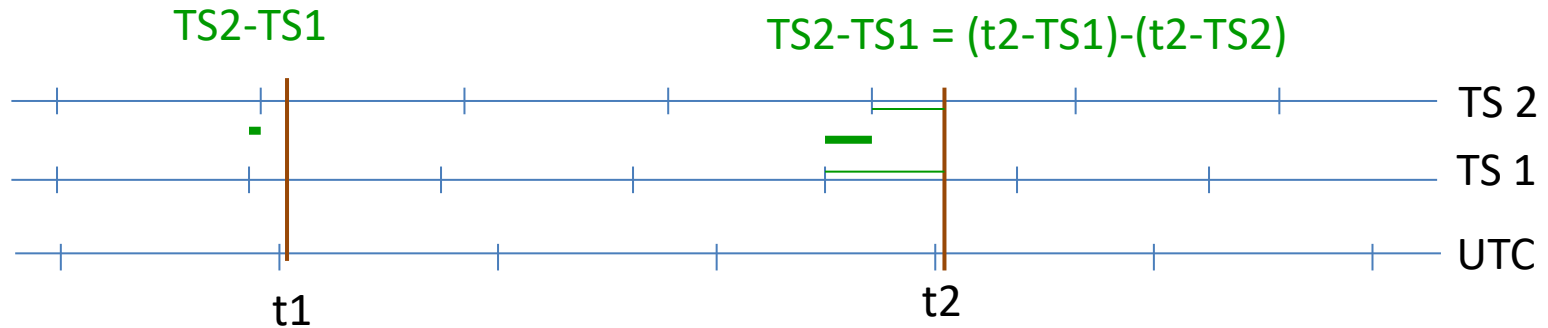 TS2-TS1
TS2-TS1 = (t2-TS1)-(t2-TS2)
TS 2
TS 1
UTC
t1
t2